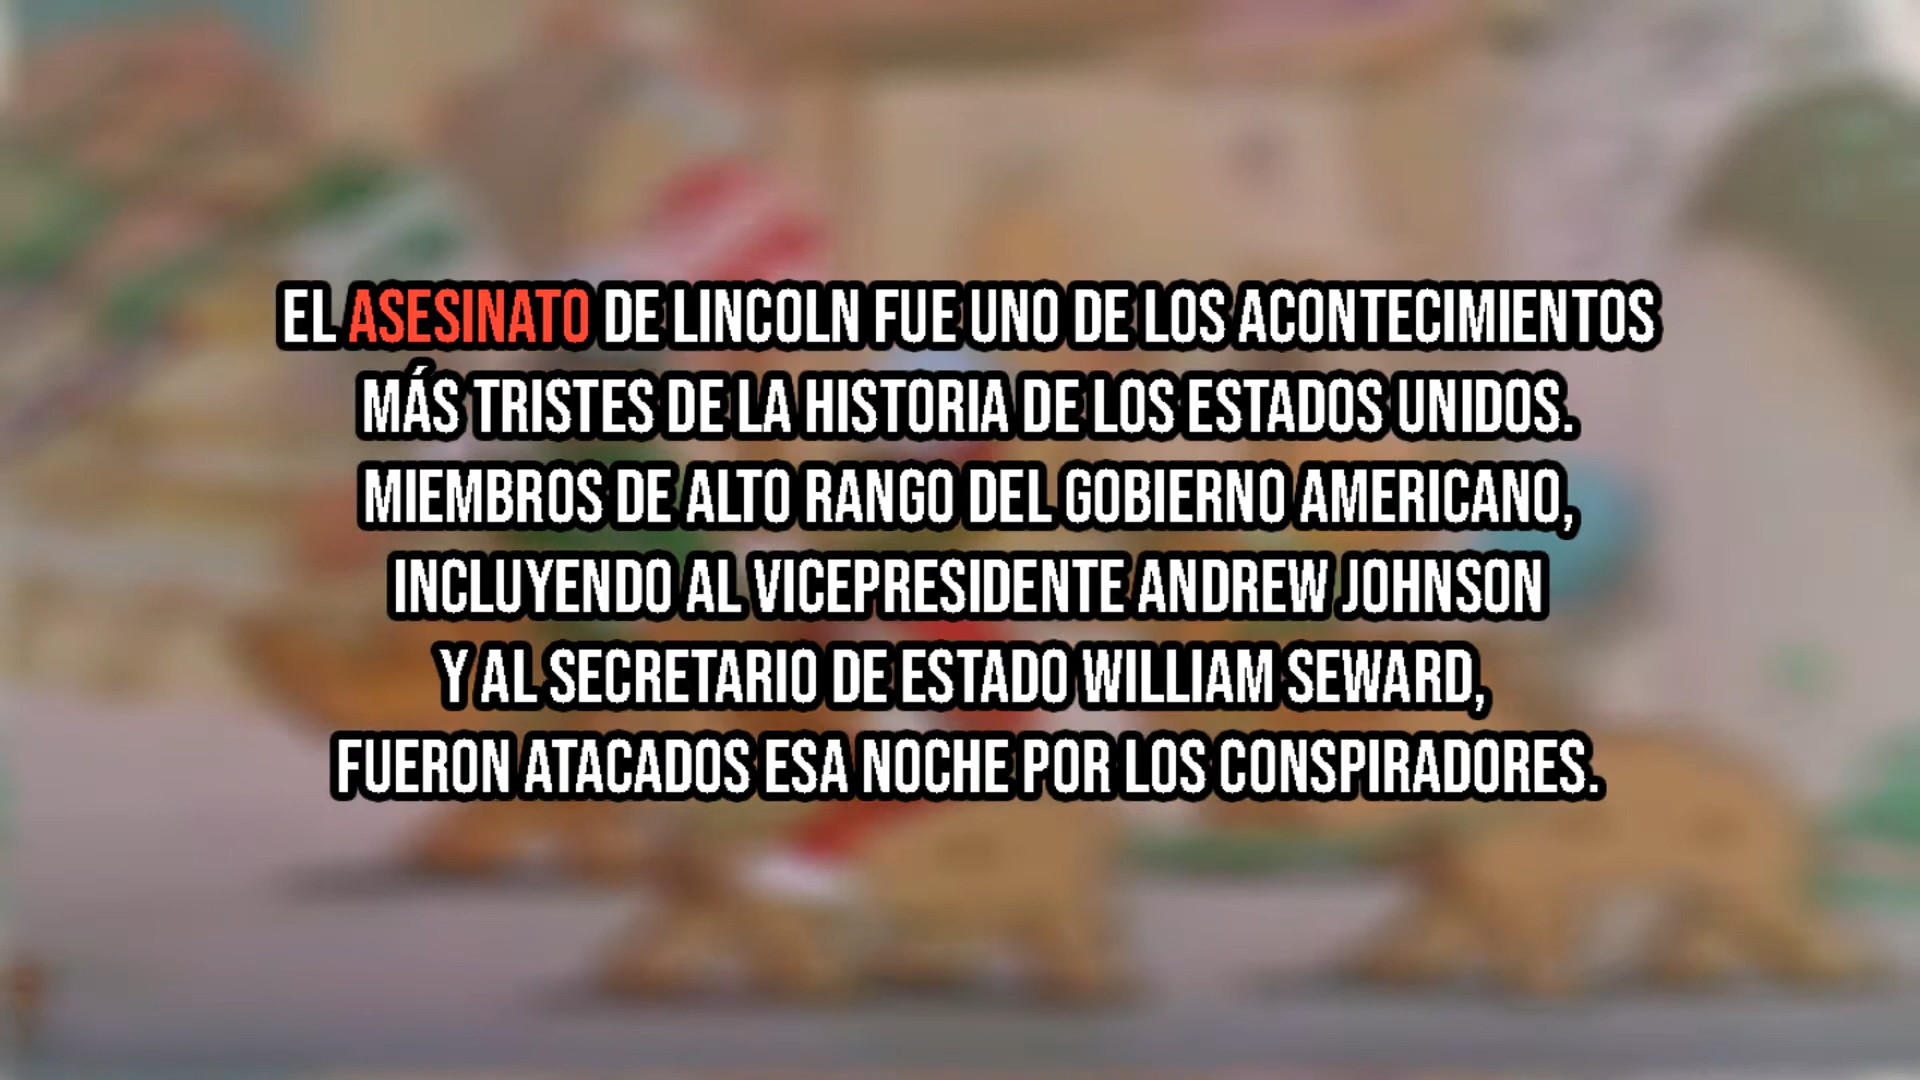 EL ASESINATO DE LINCOLN FUE UNO DE LOS ACONTECIMIENTOS
MÁS TRISTES DE LA HISTORIA DE LOS ESTADOS UNIDOS.
MIEMBROS DE ALTO RANGO DEL GOBIERNO AMERICANO,
INCLUYENDO AL VICEPRESIDENTE ANDREW JOHNSON
Y AL SECRETARIO DE ESTADO WILLIAM SEWARD,
FUERON ATACADOS ESA NOCHE POR LOS CONSPIRADORES.